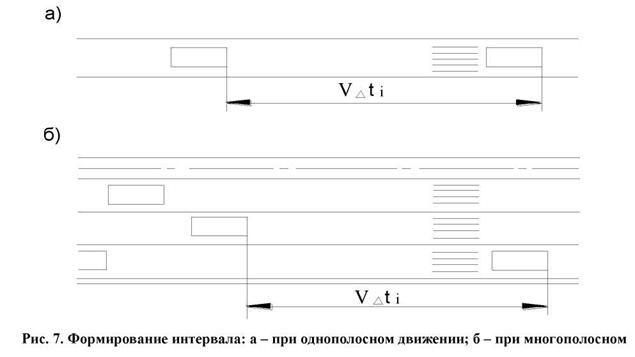 а)
V△t i
б)
V△t i
Рис. 7. Формирование интервала: а – при однополосном движении; б – при многополосном